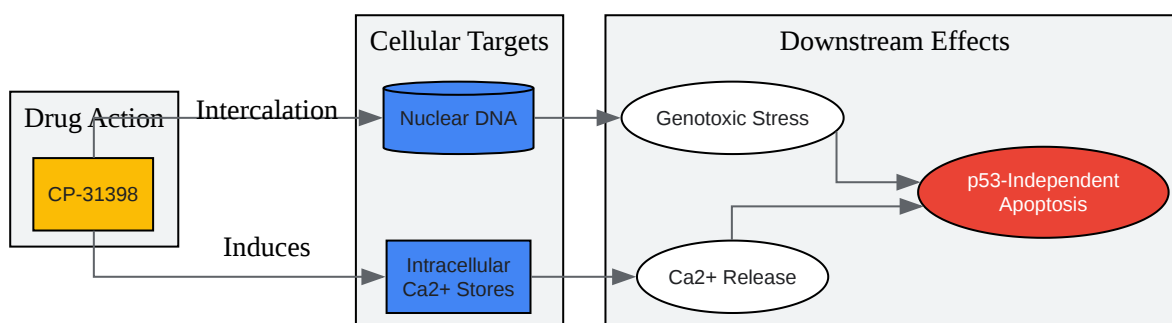 Cellular Targets
Downstream Effects
Drug Action
Intercalation
Nuclear DNA
Genotoxic Stress
CP-31398
p53-Independent
Apoptosis
Induces
Intracellular
Ca2+ Stores
Ca2+ Release